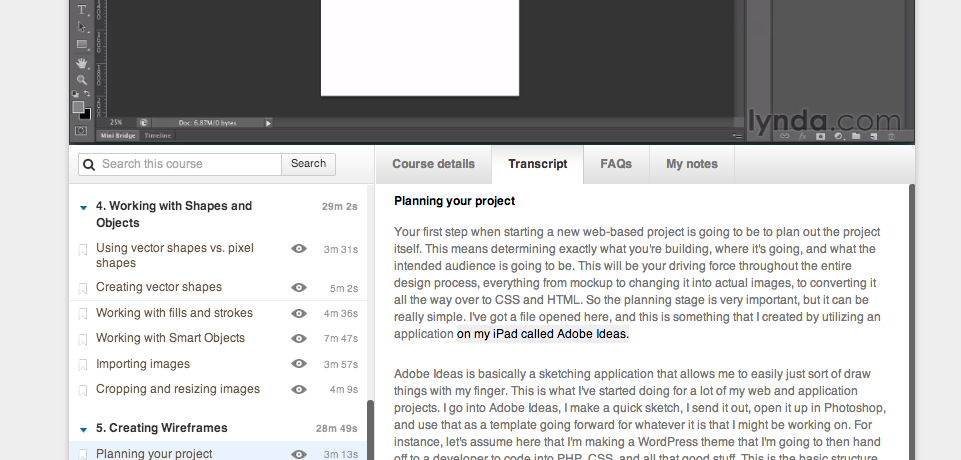 25%
Doc: 6.87M/0 bytes
Mini Bridge
Timeline
lynda.com
Search this course
Search
Course details
Transcript
FAQs
My notes
4. Working with Shapes and
Objects
29m 2s
Using vector shapes vs. pixel
shapes
3m 31s
Creating vector shapes
5m 2s
Working with fills and strokes
4m 36s
Working with Smart Objects
7m 47s
Importing images
3m 57s
Cropping and resizing images
4m 9s
5. Creating Wireframes
28m 49s
Planning your project
3m 13s
Planning your project
Your first step when starting a new web-based project is going to be to plan out the project
itself. This means determining exactly what you're building, where it's going, and what the
intended audience is going to be. This will be your driving force throughout the entire
design process, everything from mockup to changing it into actual images, to converting it
all the way over to CSS and HTML. So the planning stage is very important, but it can be
really simple. I've got a file opened here, and this is something that I created by utilizing an
application on my iPad called Adobe Ideas.
Adobe Ideas is basically a sketching application that allows me to easily just sort of draw
things with my finger. This is what I've started doing for a lot of my web and application
projects. I go into Adobe Ideas, I make a quick sketch, I send it out, open it up in Photoshop,
and use that as a template going forward for whatever it is that I might be working on. For
instance, let's assume here that I'm making a WordPress theme that I'm going to then hand
off to a developer to code into PHP, CSS, and all that good stuff. This is the basic structure